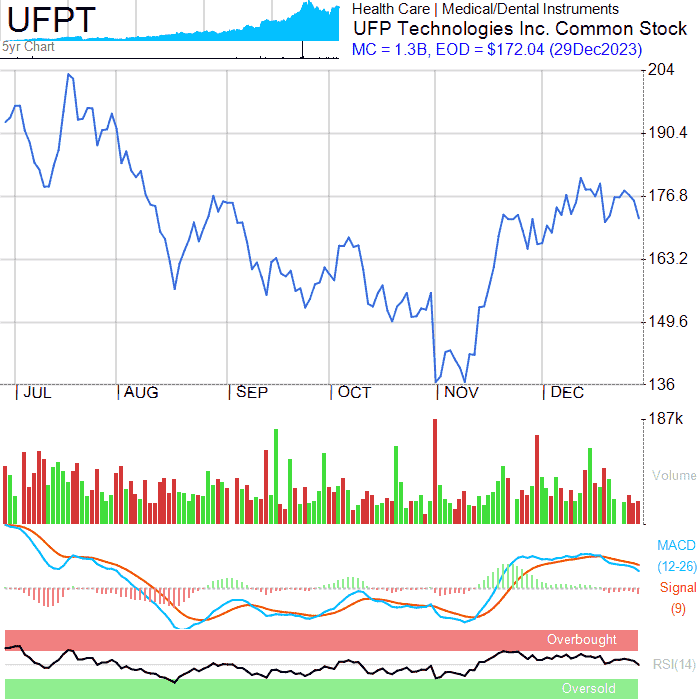 UFPT
5yr Chart
Health Care | Medical/Dental Instruments
UFP Technologies Inc. Common Stock
MC = 1.3B, EOD = $172.04 (29Dec2023)
204
190.4
176.8
163.2
149.6
136
|JUL |AUG |SEP |OCT |NOV |DEC
187k
Volume
MACD
(12-26)
Signal
(9)
Overbought
RSI(14)
Oversold